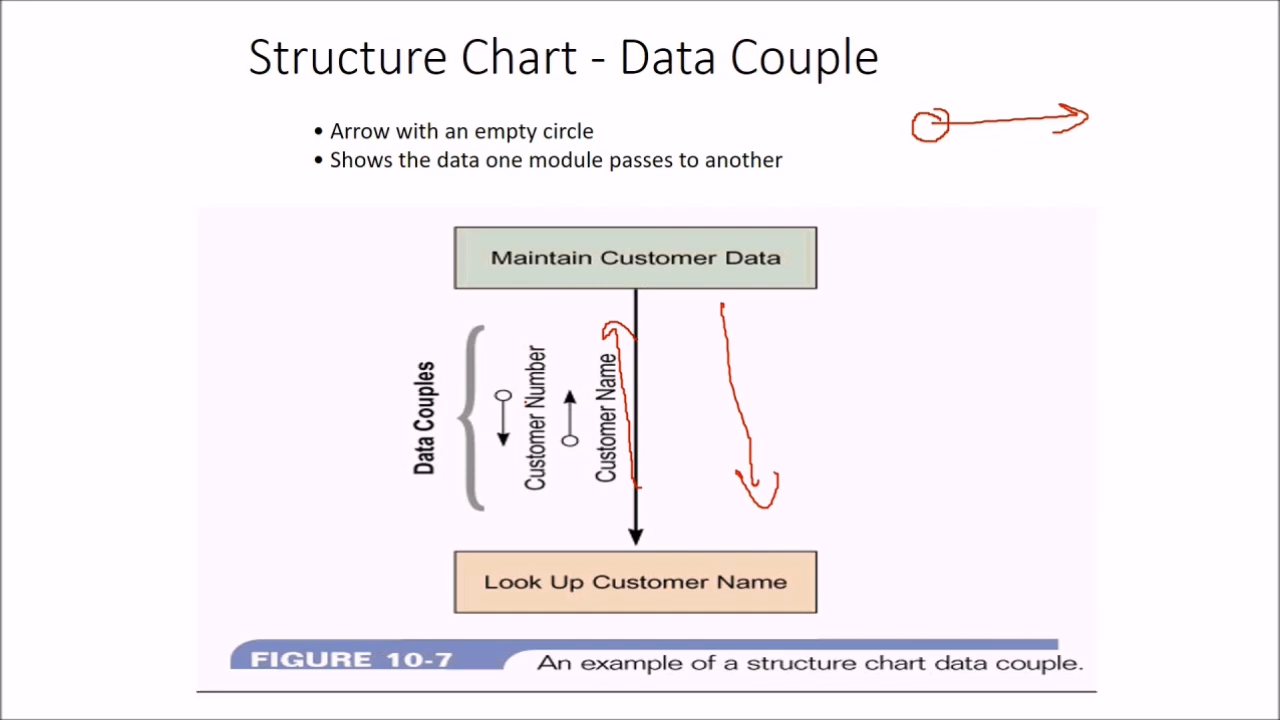 Structure Chart - Data Couple
• Arrow with an empty circle
• Shows the data one module passes to another
Maintain Customer Data
Data Couples
Customer Number
Customer Name
Look Up Customer Name
FIGURE 10-7
An example of a structure chart data couple.